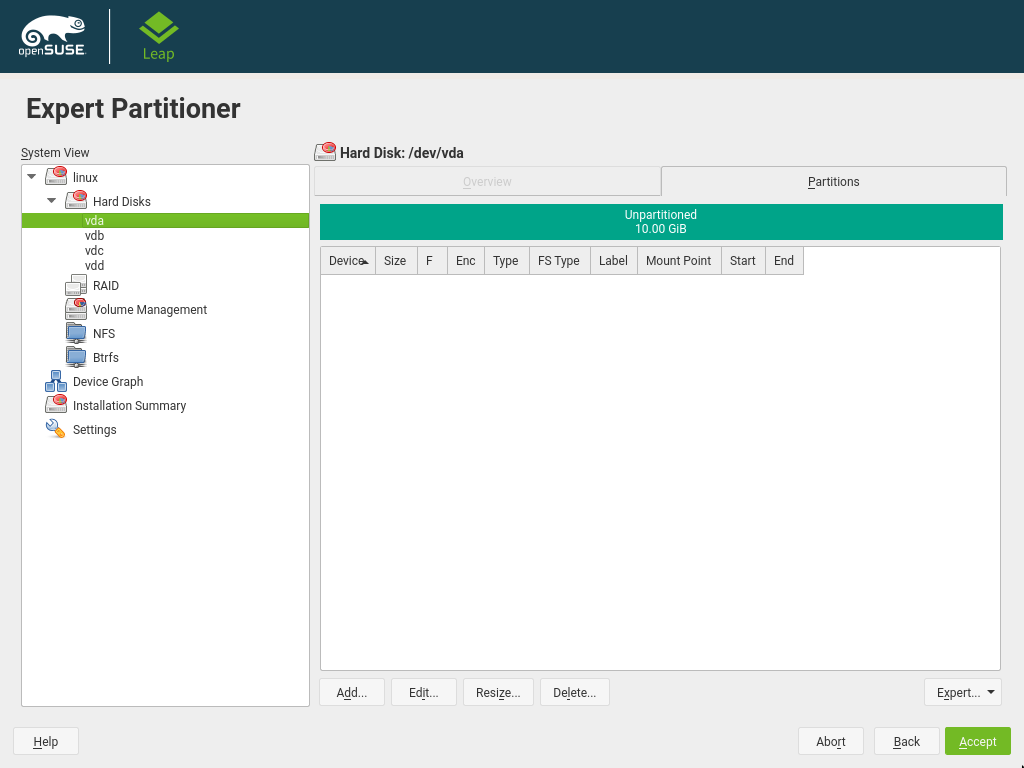 openSUSE
Leap
Expert Partitioner
System View
linux
Hard Disks
vda
vdb
vdc
vdd
RAID
Volume Management
NFS
Btrfs
Device Graph
Installation Summary
Settings
Hard Disk: /dev/vda
Overview
Partitions
Unpartitioned
10.00 GiB
Device Size F Enc Type FS Type Label Mount Point Start End
Add... Edit... Resize... Delete... Expert...
Help Abort Back Accept